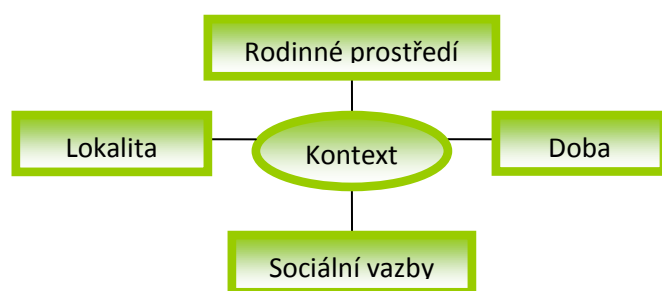 Rodinné prostředí
Lokalita
Kontext
Doba
Sociální vazby